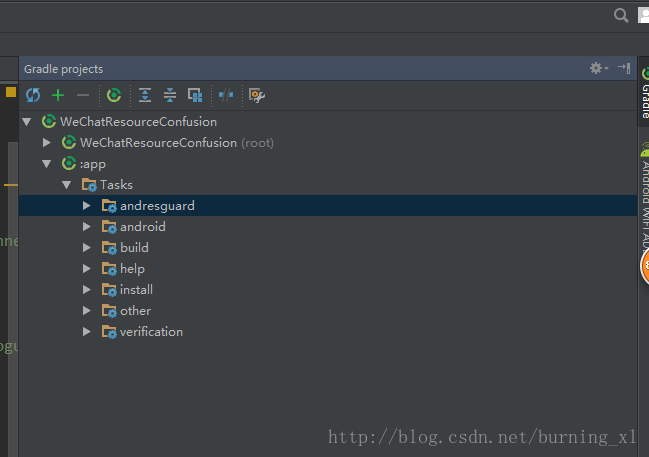 Gradle projects
WeChatResourceConfusion
WeChatResourceConfusion (root)
:app
Tasks
andresguard
android
build
help
install
other
verification
Gradle
Android WiFi AD
nne
ogu
http://blog.csdn.net/burning_xl